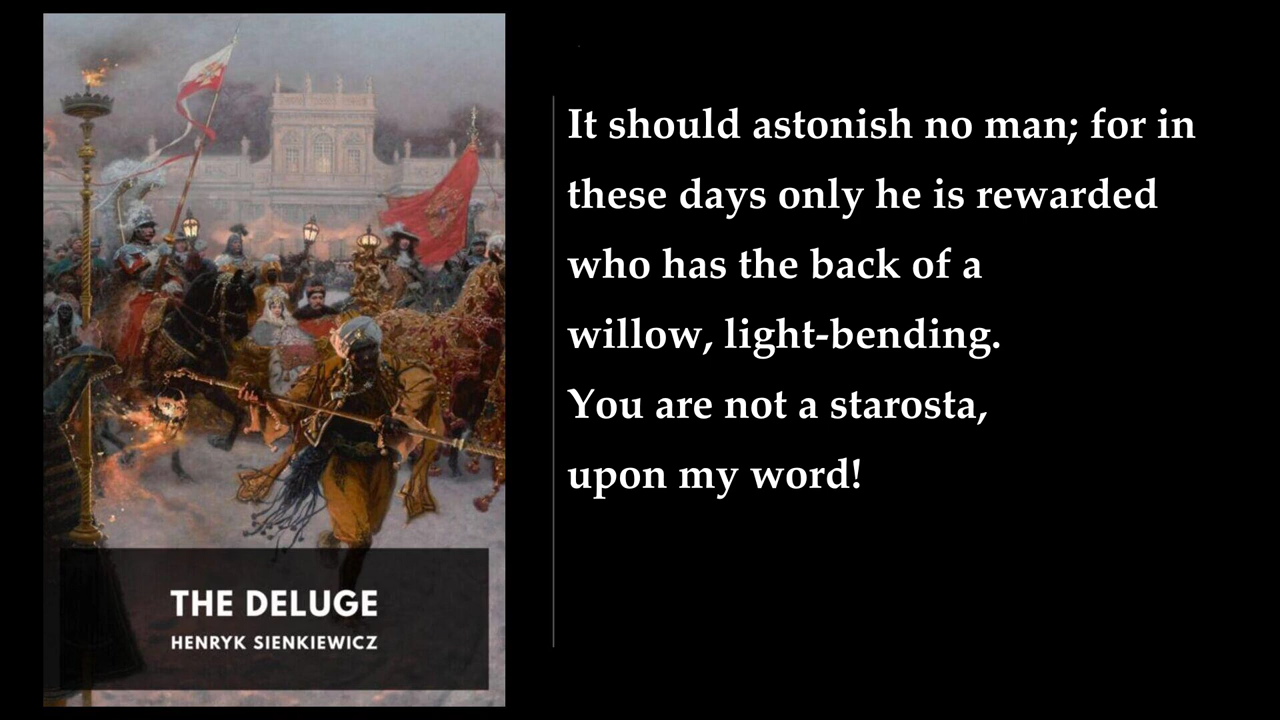 It should astonish no man; for in
these days only he is rewarded
who has the back of a
willow, light-bending.
You are not a starosta,
upon my word!
THE DELUGE
HENRYK SIENKIEWICZ